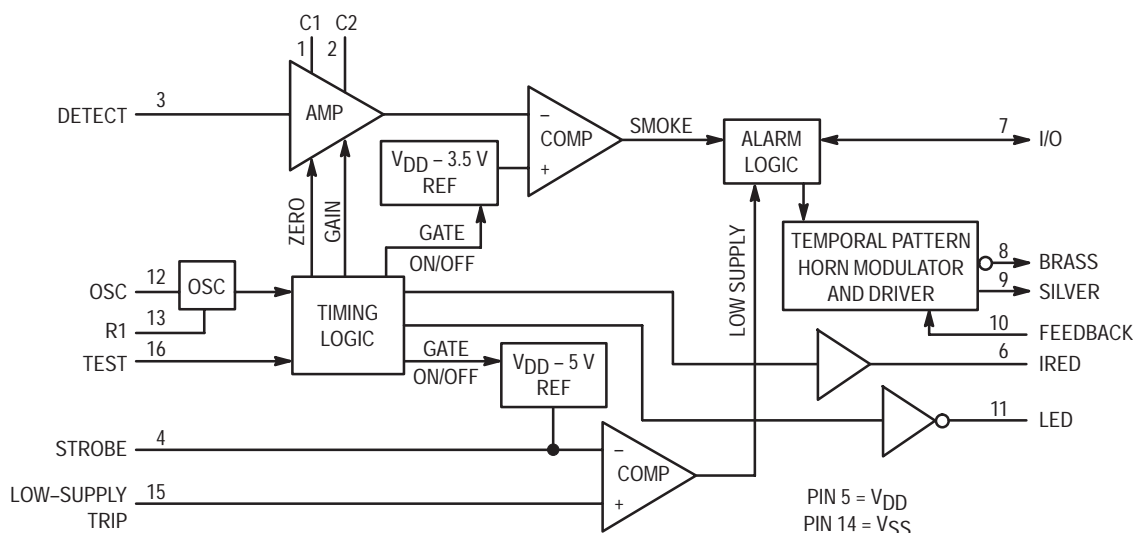 C1 C2
1 2
DETECT 3
AMP
–
COMP
+
SMOKE
ALARM
LOGIC
7 I/O
VDD – 3.5 V
REF
ZERO
GAIN
GATE
ON/OFF
LOW SUPPLY
TEMPORAL PATTERN
HORN MODULATOR
AND DRIVER
8 BRASS
9 SILVER
10 FEEDBACK
OSC 12
OSC
R1 13
TEST 16
TIMING
LOGIC
GATE
ON/OFF
VDD – 5 V
REF
6 IRED
11 LED
STROBE 4
–
COMP
+
LOW–SUPPLY
TRIP
15
PIN 5 = VDD
PIN 14 = VSS